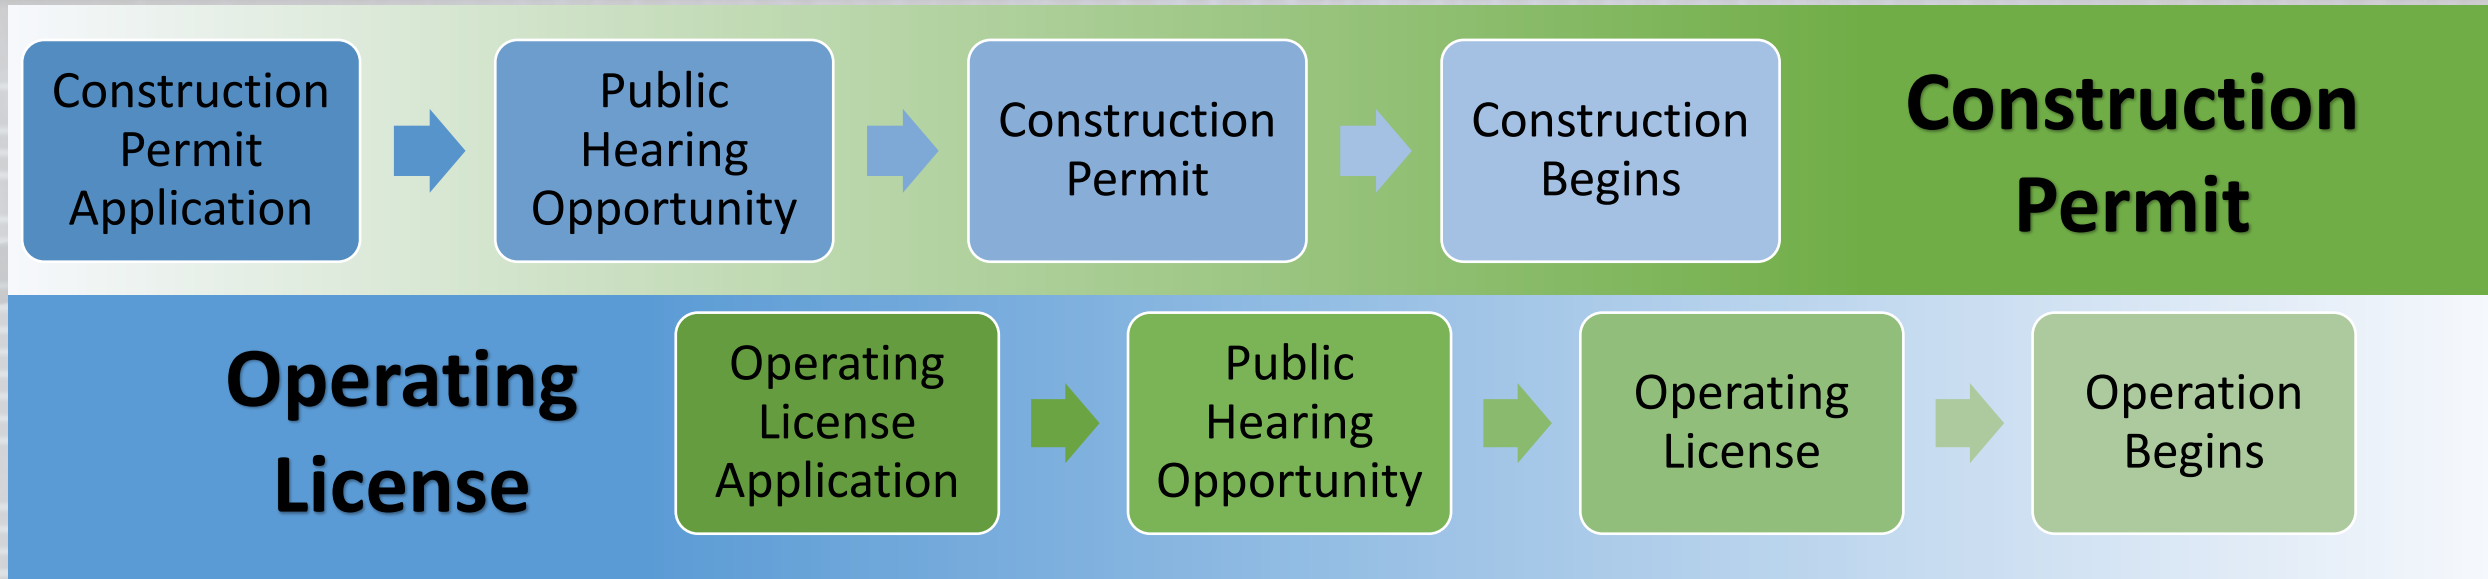 Construction
Permit
Application
Public
Hearing
Opportunity
Construction
Permit
Construction
Begins
Construction
Permit
Operating
License
Operating
License
Application
Public
Hearing
Opportunity
Operating
License
Operation
Begins